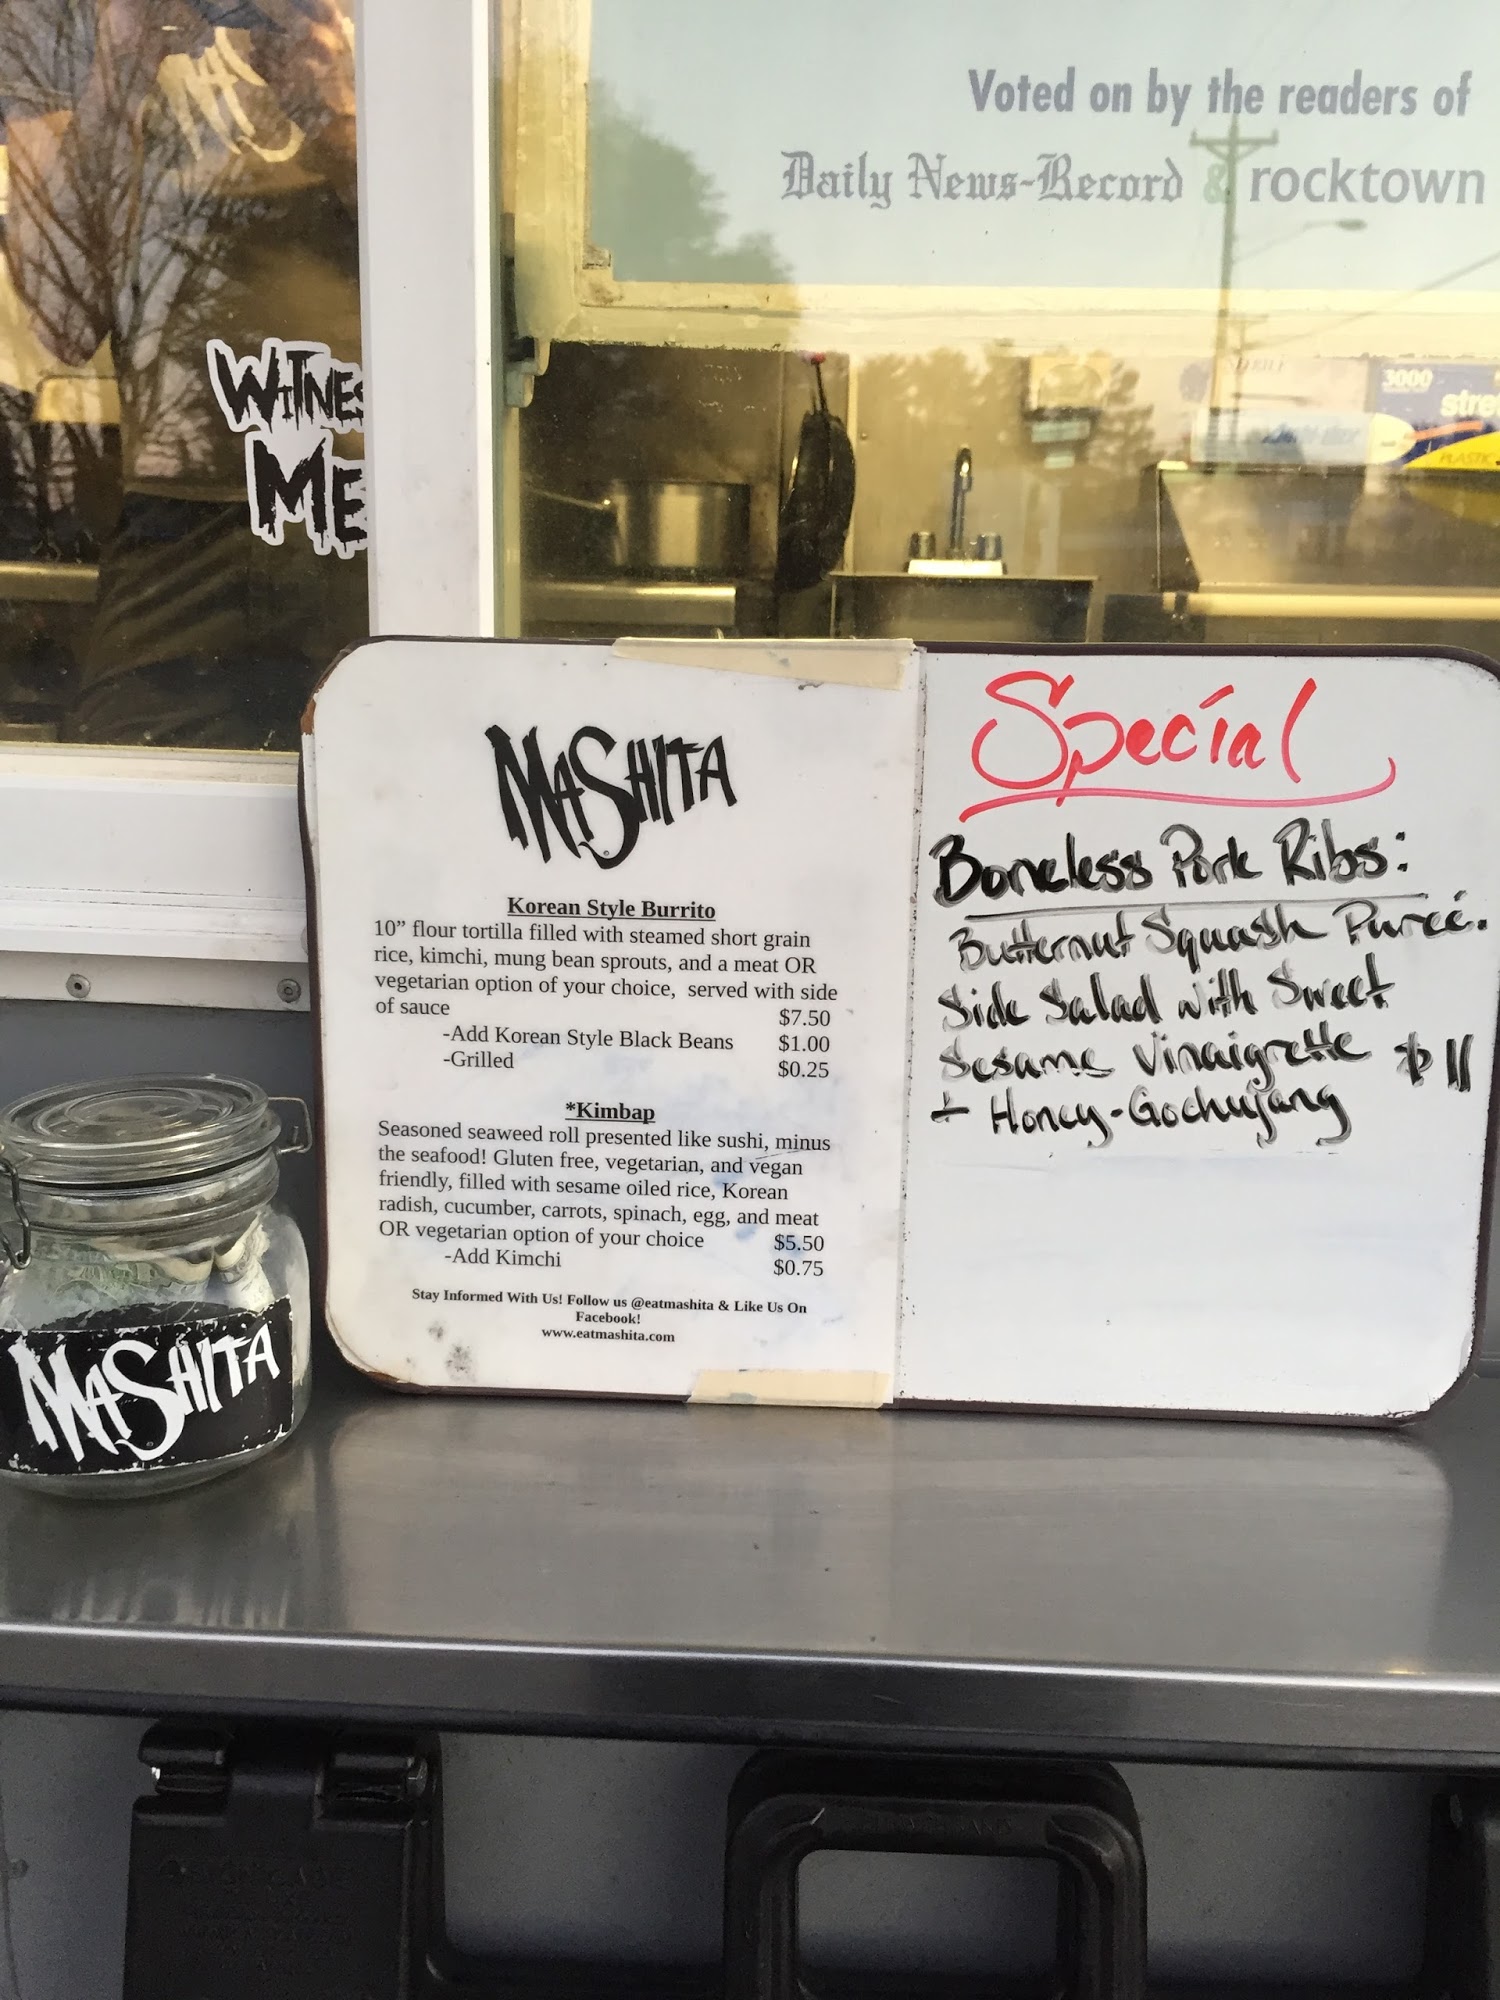 Voted on by the readers of
Daily News-Record & rocktown
WITNES
ME
3000
stre
PLASTIC
MASHITA
Korean Style Burrito
10” flour tortilla filled with steamed short grain
rice, kimchi, mung bean sprouts, and a meat OR
vegetarian option of your choice, served with side
of sauce $7.50
-Add Korean Style Black Beans $1.00
-Grilled $0.25
*Kimbap
Seasoned seaweed roll presented like sushi, minus
the seafood! Gluten free, vegetarian, and vegan
friendly, filled with sesame oiled rice, Korean
radish, cucumber, carrots, spinach, egg, and meat
OR vegetarian option of your choice $5.50
-Add Kimchi $0.75
Stay Informed With Us! Follow us @eatmashita & Like Us On
Facebook!
www.eatmashita.com
Special
Boneless Pork Ribs:
Butternut Squash Pureé.
Side Salad with Sweet
Sesame Vinaigrette $11
+ Honey-Gochujang
MASHITA